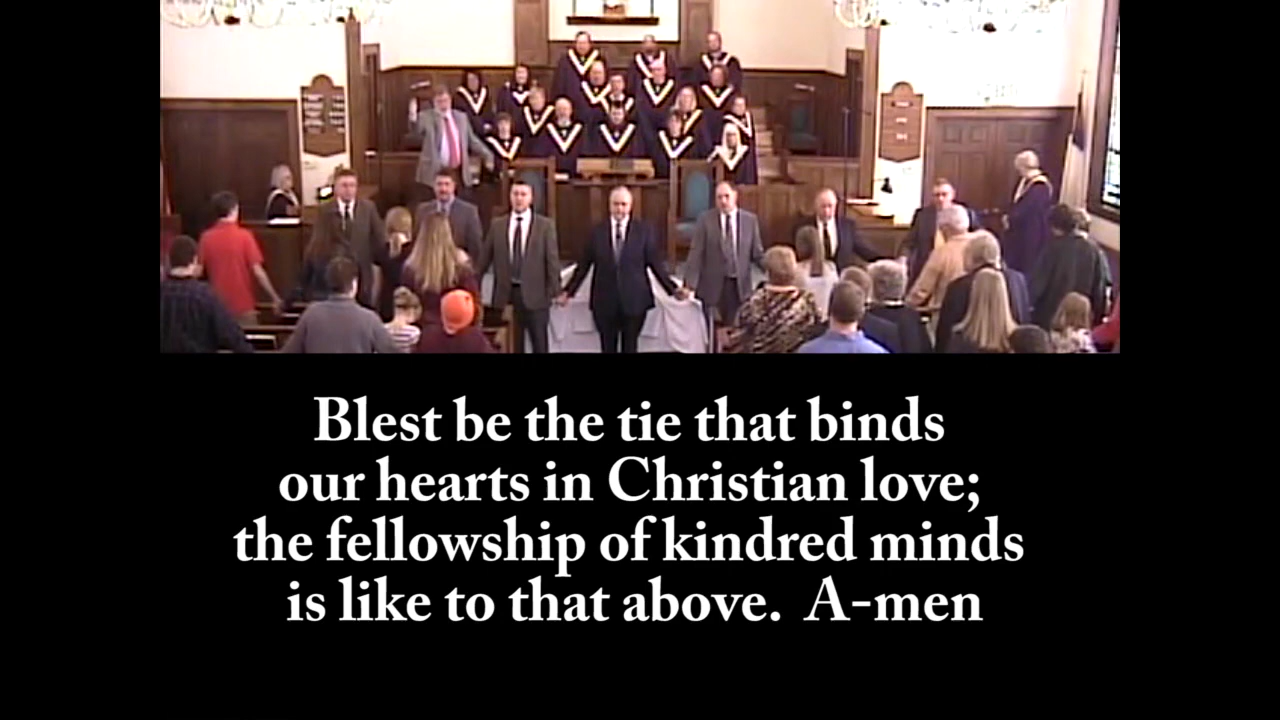 Blest be the tie that binds
our hearts in Christian love;
the fellowship of kindred minds
is like to that above.  A-men